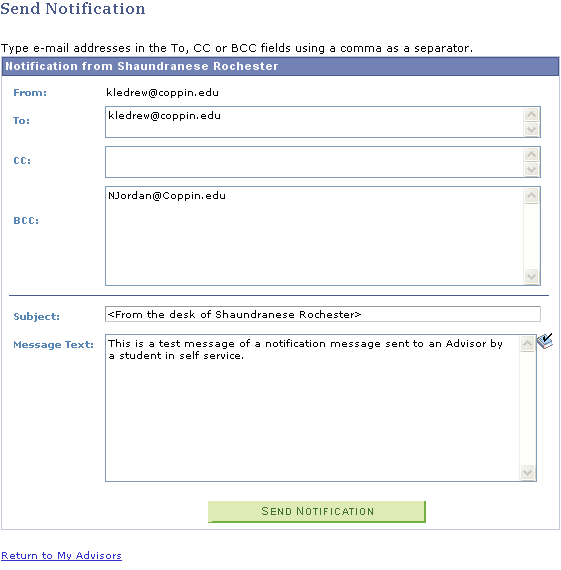 Send Notification
Type e-mail addresses in the To, CC or BCC fields using a comma as a separator.
Notification from Shaundranese Rochester
From: kledrew@coppin.edu
To: kledrew@coppin.edu
CC:
NJordan@Coppin.edu
BCC:
Subject: <From the desk of Shaundranese Rochester>
Message Text: This is a test message of a notification message sent to an Advisor by
a student in self service.
SEND NOTIFICATION
Return to My Advisors